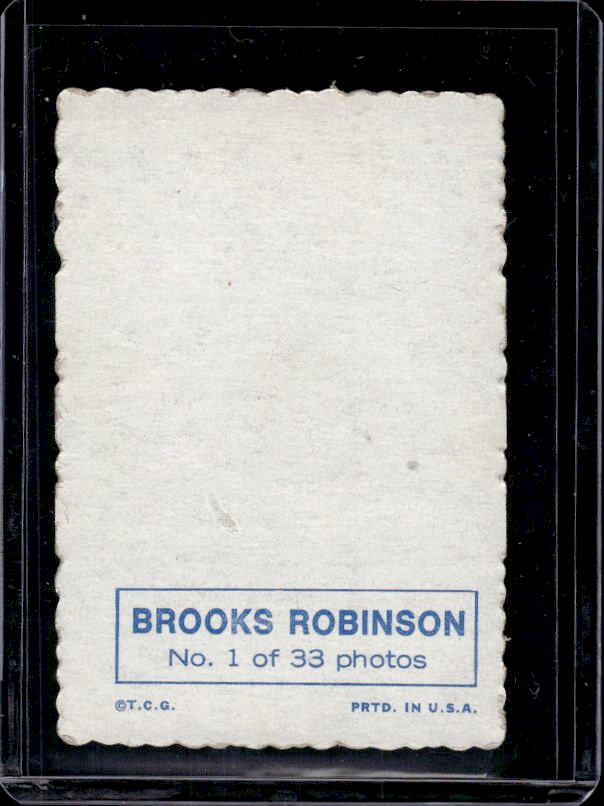 BROOKS ROBINSON
No. 1 of 33 photos
©T.C.G. PRTD. IN U.S.A.